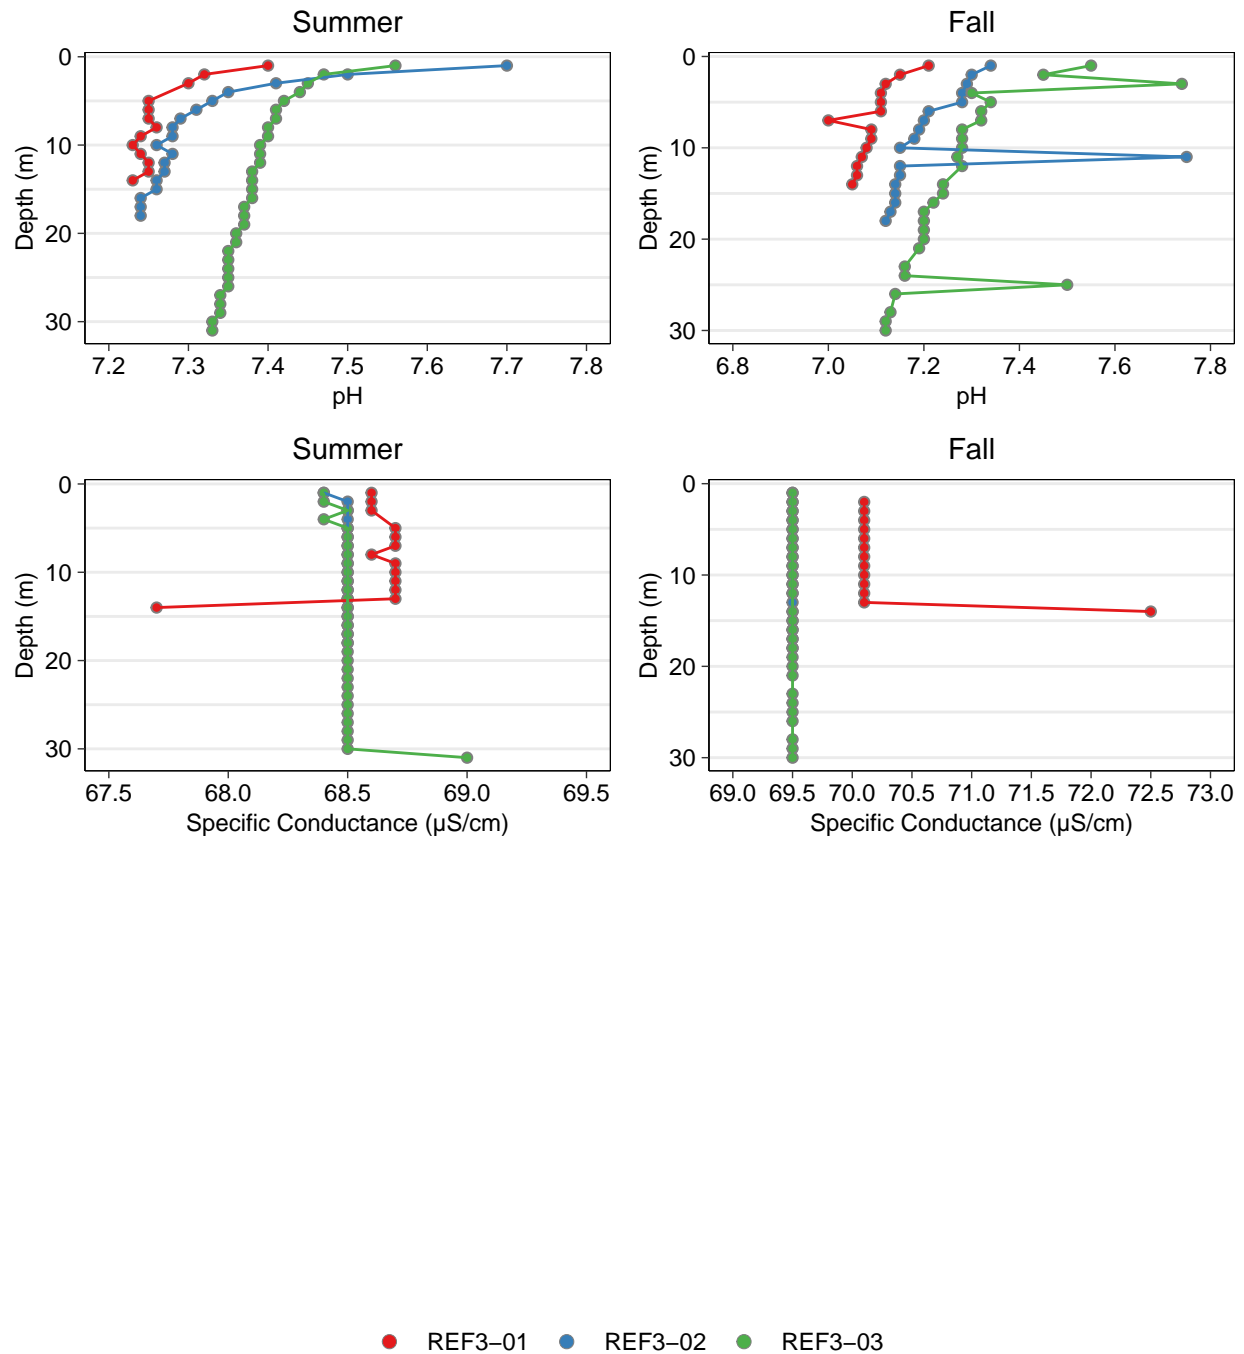 Summer Fall
0 0
10 10
20 20
30 30
Depth (m) Depth (m)
7.2 7.3 7.4 7.5 7.6 7.7 7.8 6.8 7.0 7.2 7.4 7.6 7.8
pH pH
Summer Fall
0 0
10 10
20 20
30 30
Depth (m) Depth (m)
67.5 68.0 68.5 69.0 69.5 69.0 69.5 70.0 70.5 71.0 71.5 72.0 72.5 73.0
Specific Conductance (µS/cm) Specific Conductance (µS/cm)
REF3−01 REF3−02 REF3−03